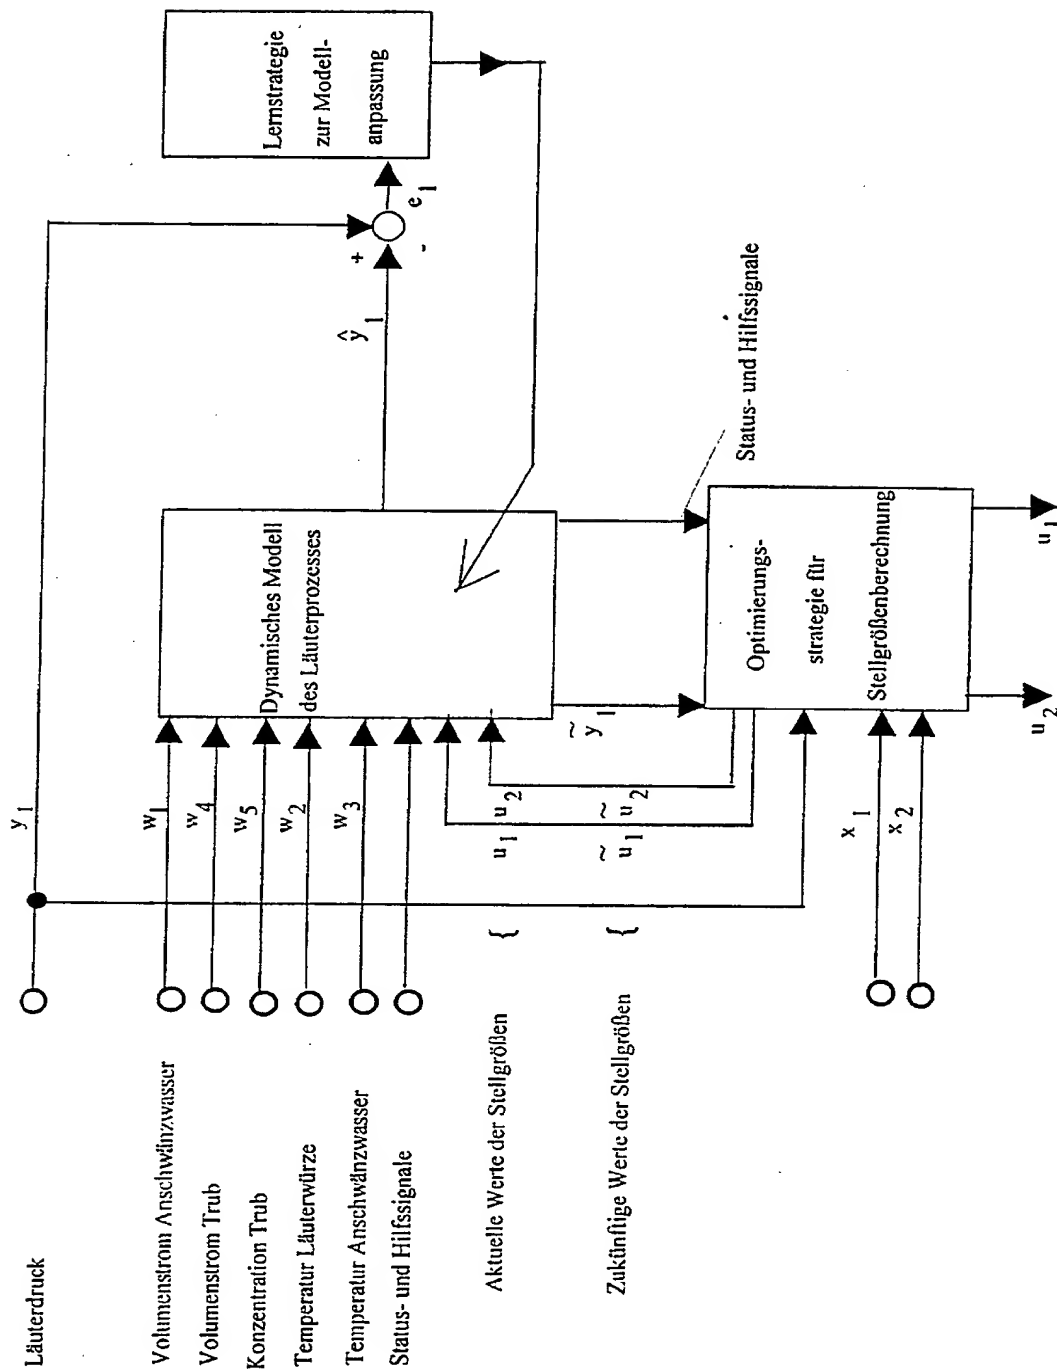 Läuterdruck
y1
Volumenstrom Anschwänzwasser
w1
Volumenstrom Trub
w4
Konzentration Trub
w5
Temperatur Läuterwürze
w2
Temperatur Anschwänzwasser
w3
Status- und Hilfssignale
Dynamisches Modell
des Läuterprozesses
ŷ1
+
-
e1
Lernstrategie
zur Modell-
anpassung
Aktuelle Werte der Stellgrößen
{
u1
u2
Zukünftige Werte der Stellgrößen
{
ũ1
ũ2
ỹ1
Status- und Hilfssignale
Optimierungs-
strategie für
Stellgrößenberechnung
x1
x2
u2
u1